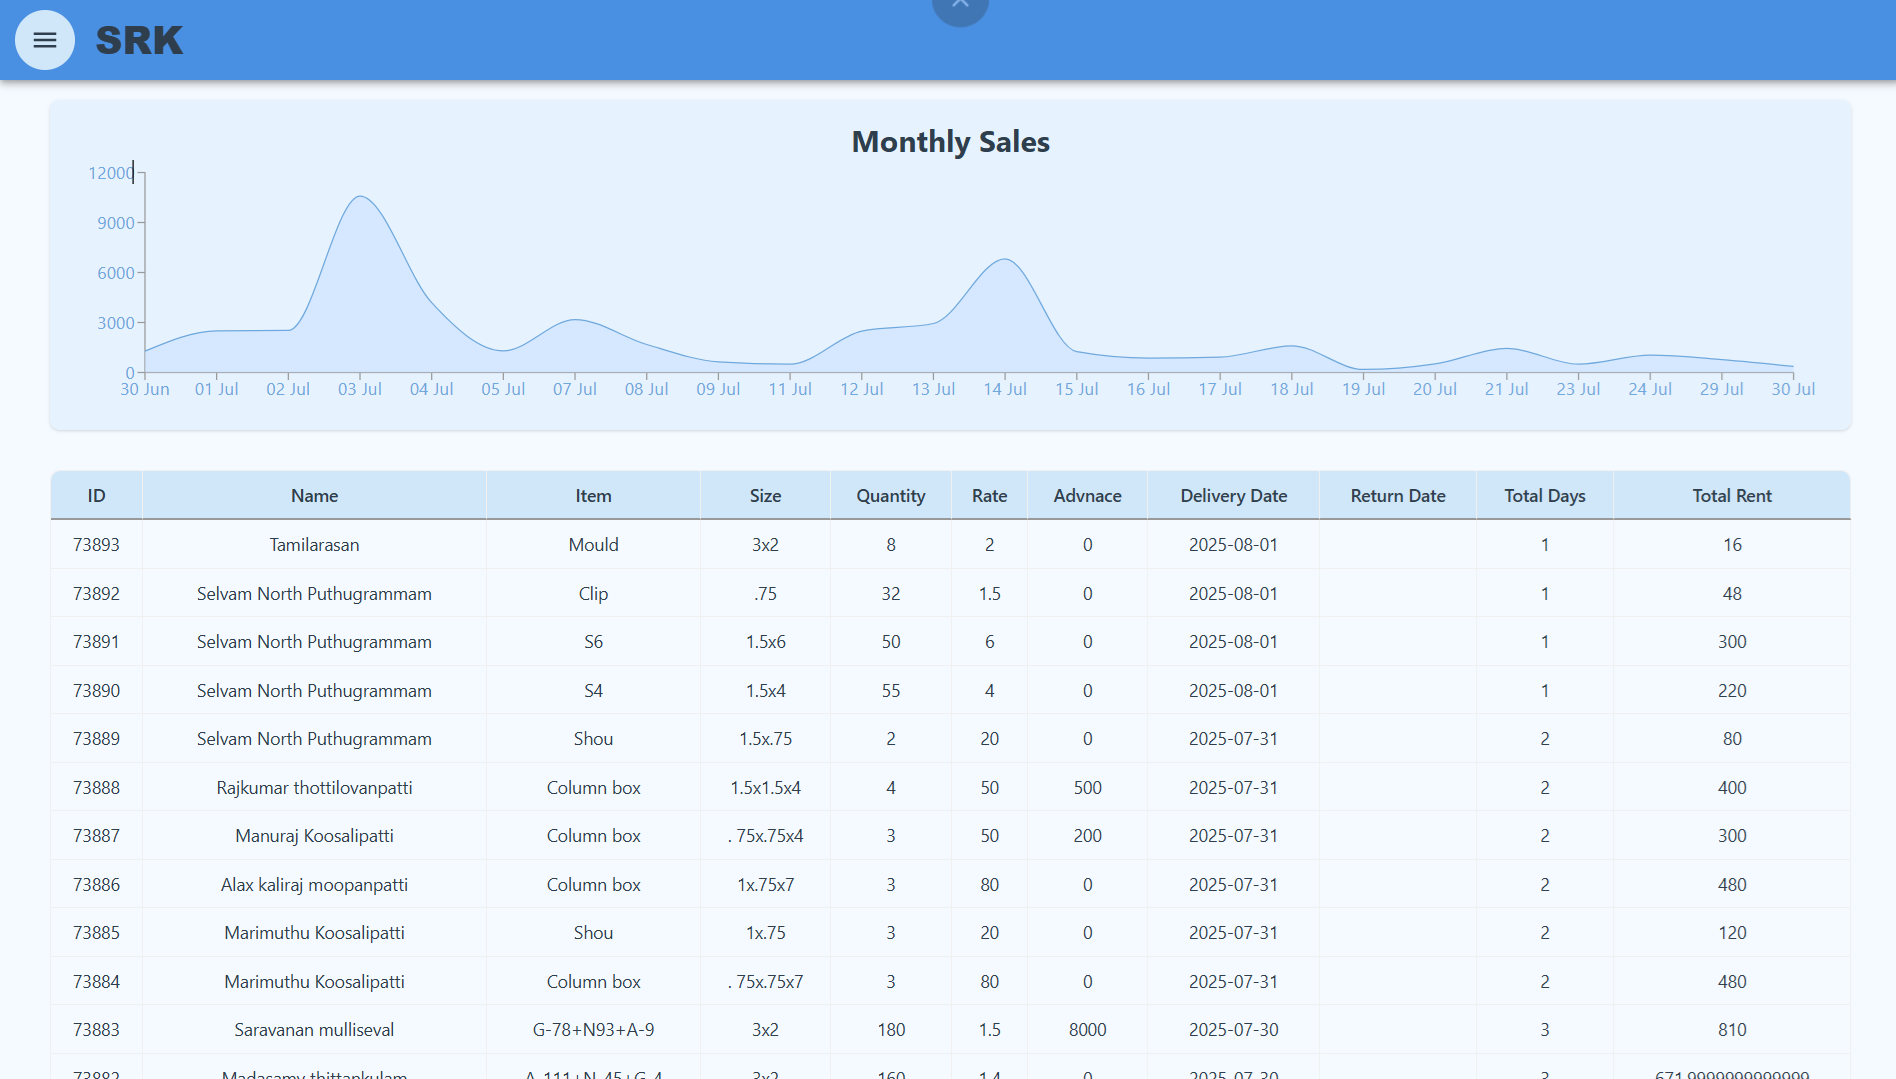 SRK
Monthly Sales
12000
9000
6000
3000
0
30 Jun 01 Jul 02 Jul 03 Jul 04 Jul 05 Jul 07 Jul 08 Jul 09 Jul 11 Jul 12 Jul 13 Jul 14 Jul 15 Jul 16 Jul 17 Jul 18 Jul 19 Jul 20 Jul 21 Jul 23 Jul 24 Jul 29 Jul 30 Jul
ID Name Item Size Quantity Rate Advnace Delivery Date Return Date Total Days Total Rent
73893 Tamilarasan Mould 3x2 8 2 0 2025-08-01 1 16
73892 Selvam North Puthugrammam Clip .75 32 1.5 0 2025-08-01 1 48
73891 Selvam North Puthugrammam S6 1.5x6 50 6 0 2025-08-01 1 300
73890 Selvam North Puthugrammam S4 1.5x4 55 4 0 2025-08-01 1 220
73889 Selvam North Puthugrammam Shou 1.5x.75 2 20 0 2025-07-31 2 80
73888 Rajkumar thottilovanpatti Column box 1.5x1.5x4 4 50 500 2025-07-31 2 400
73887 Manuraj Koosalipatti Column box . 75x.75x4 3 50 200 2025-07-31 2 300
73886 Alax kaliraj moopanpatti Column box 1x.75x7 3 80 0 2025-07-31 2 480
73885 Marimuthu Koosalipatti Shou 1x.75 3 20 0 2025-07-31 2 120
73884 Marimuthu Koosalipatti Column box . 75x.75x7 3 80 0 2025-07-31 2 480
73883 Saravanan mulliseval G-78+N93+A-9 3x2 180 1.5 8000 2025-07-30 3 810
73882 Madasamy thittankulam A-111+N-45+G-4 3x2 160 1.4 0 2025-07-30 3 671.9999999999999